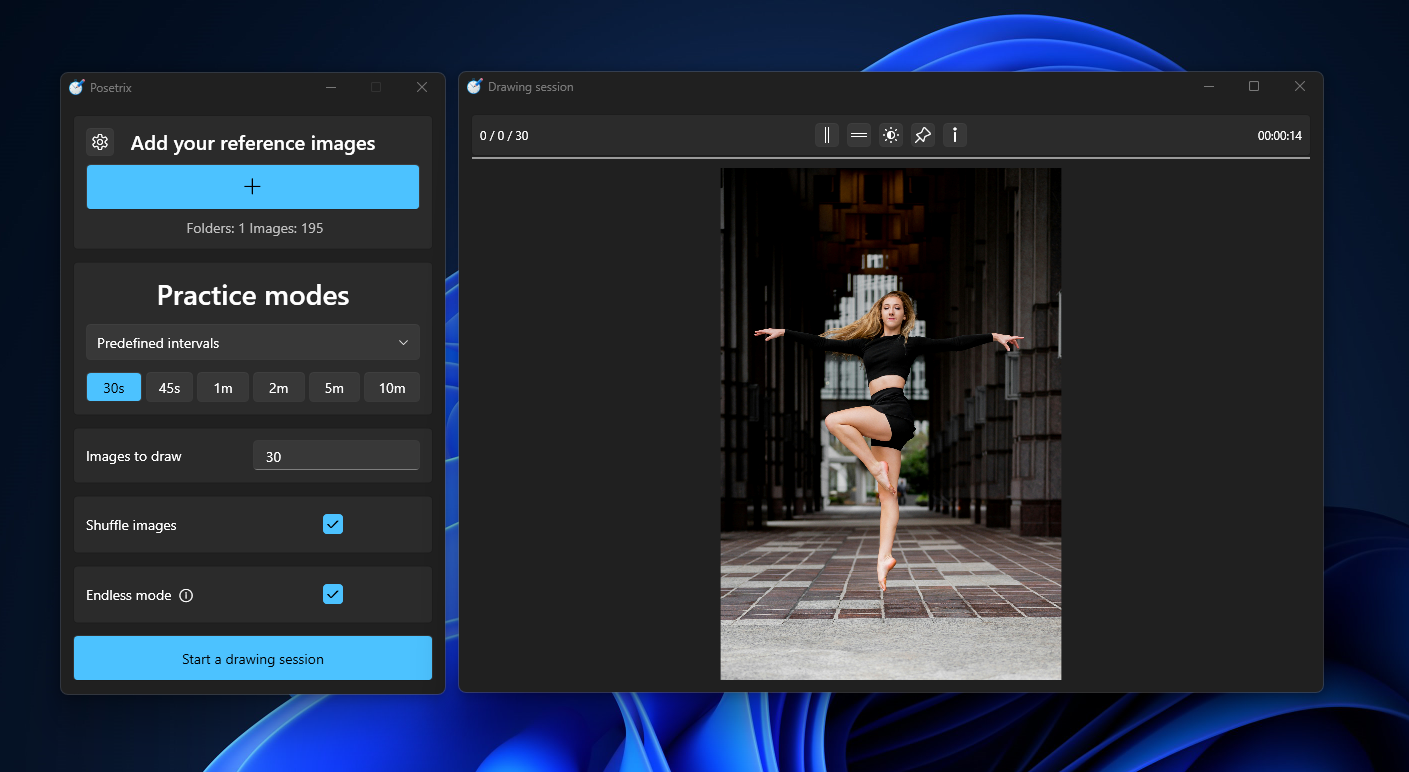 Posetrix
Add your reference images
Folders: 1 Images: 195
Practice modes
Predefined intervals
30s 45s 1m 2m 5m 10m
Images to draw 30
Shuffle images
Endless mode
Start a drawing session
Drawing session
0 / 0 / 30 00:00:14